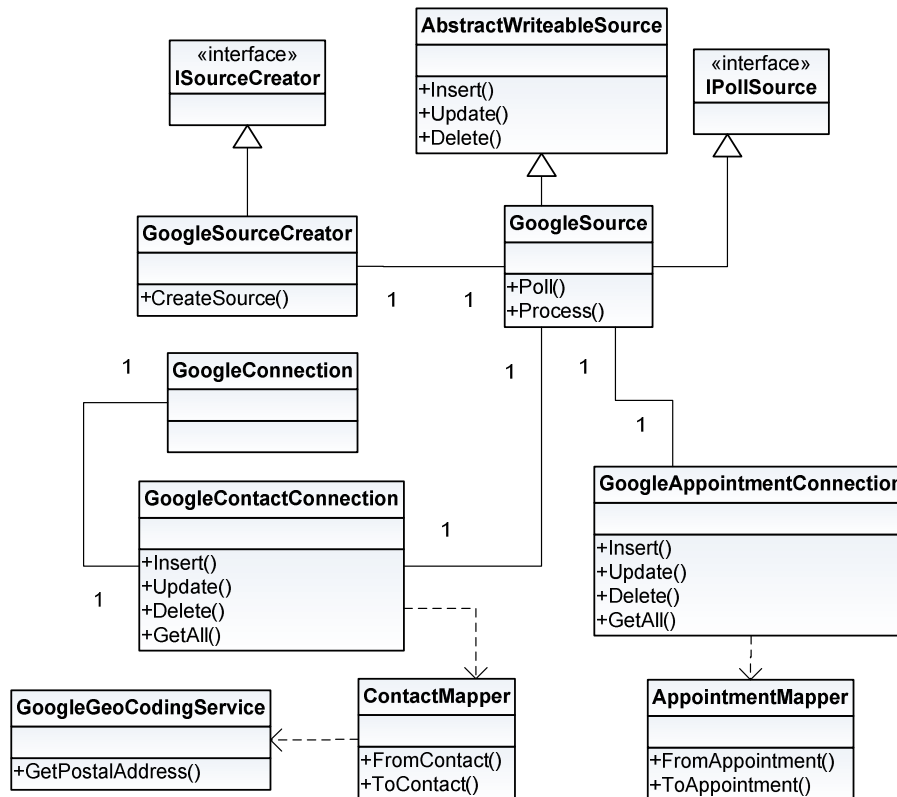 AbstractWriteableSource
+Insert()
+Update()
+Delete()
«interface»
ISourceCreator
«interface»
IPollSource
GoogleSourceCreator
+CreateSource()
GoogleSource
+Poll()
+Process()
1
1
1
1
1
GoogleConnection
1
GoogleContactConnection
+Insert()
+Update()
+Delete()
+GetAll()
1
1
GoogleAppointmentConnection
+Insert()
+Update()
+Delete()
+GetAll()
GoogleGeoCodingService
+GetPostalAddress()
ContactMapper
+FromContact()
+ToContact()
AppointmentMapper
+FromAppointment()
+ToAppointment()